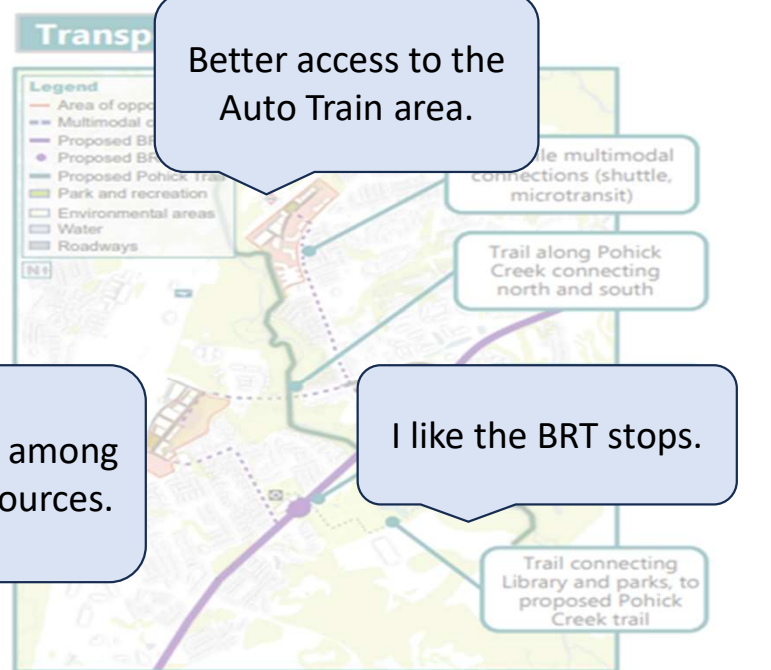 Transp
Better access to the
Auto Train area.
Legend
Area of oppo
Multimodal c
Proposed BR
Proposed BR
Proposed Pohick Trail
Park and recreation
Environmental areas
Water
Roadways
N
le multimodal
connections (shuttle,
microtransit)
Trail along Pohick
Creek connecting
north and south
among
ources.
I like the BRT stops.
Trail connecting
Library and parks, to
proposed Pohick
Creek trail